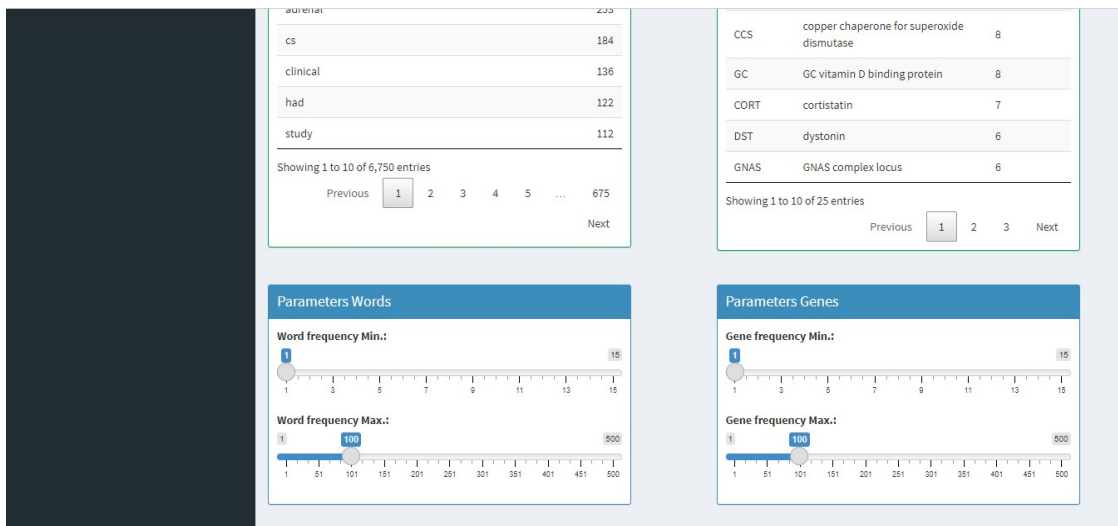 adrenal 253
cs 184
clinical 136
had 122
study 112
Showing 1 to 10 of 6,750 entries
Previous 1 2 3 4 5 ... 675
Next
CCS copper chaperone for superoxide dismutase 8
GC GC vitamin D binding protein 8
CORT cortistatin 7
DST dystonin 6
GNAS GNAS complex locus 6
Showing 1 to 10 of 25 entries
Previous 1 2 3 Next
Parameters Words
Word frequency Min.:
1 15
1 3 5 7 9 11 13 15
Word frequency Max.:
1 100 500
1 51 101 151 201 251 301 351 401 451 500
Parameters Genes
Gene frequency Min.:
1 15
1 3 5 7 9 11 13 15
Gene frequency Max.:
1 100 500
1 51 101 151 201 251 301 351 401 451 500